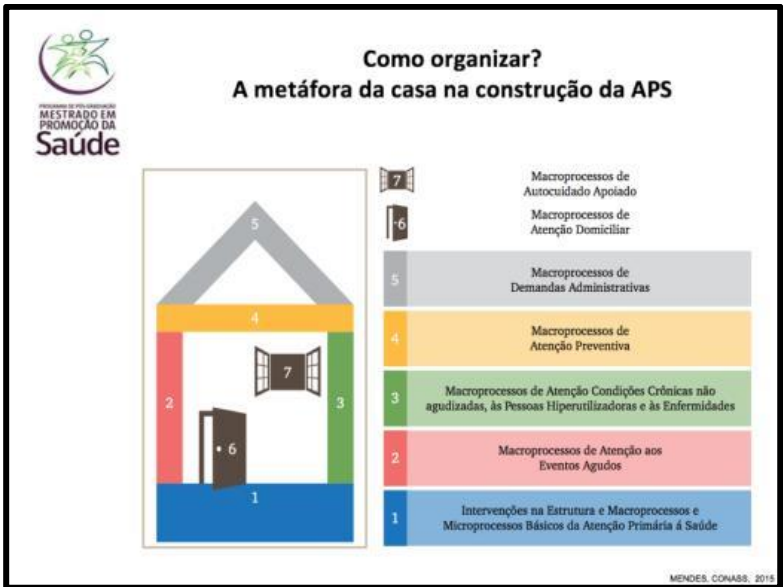 PROGRAMA DE PÓS-GRADUAÇÃO
MESTRADO EM
PROMOÇÃO DA
Saúde
Como organizar?
A metáfora da casa na construção da APS
5
4
2
7
3
6
1
7
Macroprocessos de
Autocuidado Apoiado
6
Macroprocessos de
Atenção Domiciliar
5
Macroprocessos de
Demandas Administrativas
4
Macroprocessos de
Atenção Preventiva
3
Macroprocessos de Atenção Condições Crônicas não
agudizadas, às Pessoas Hiperutilizadoras e às Enfermidades
2
Macroprocessos de Atenção aos
Eventos Agudos
1
Intervenções na Estrutura e Macroprocessos e
Microprocessos Básicos da Atenção Primária á Saúde
MENDES, CONASS, 2015